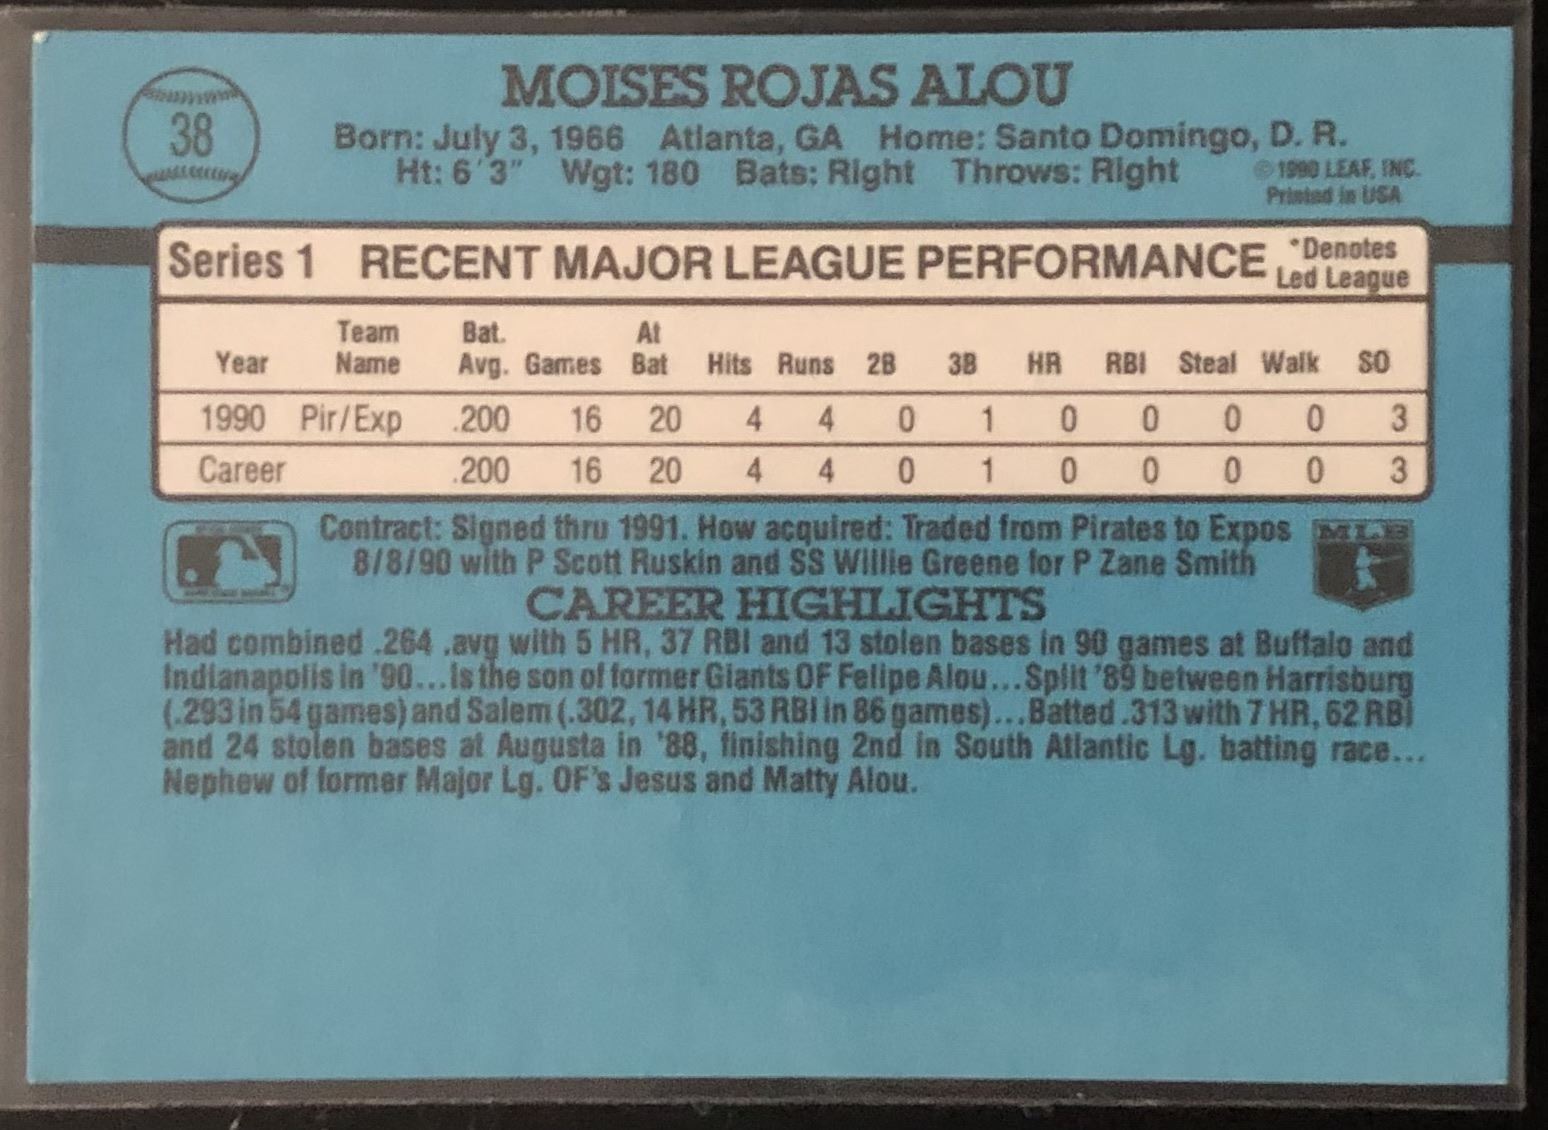 38
MOISES ROJAS ALOU
Born: July 3, 1966 Atlanta, GA Home: Santo Domingo, D. R.
Ht: 6'3" Wgt: 180 Bats: Right Throws: Right
©1990 LEAF, INC.
Printed in USA
Series 1 RECENT MAJOR LEAGUE PERFORMANCE *Denotes Led League
Year Team Name Bat. Avg. Games At Bat Hits Runs 2B 3B HR RBI Steal Walk SO
1990 Pir/Exp .200 16 20 4 4 0 1 0 0 0 0 3
Career .200 16 20 4 4 0 1 0 0 0 0 3
Contract: Signed thru 1991. How acquired: Traded from Pirates to Expos
8/8/90 with P Scott Ruskin and SS Willie Greene for P Zane Smith
MLB
CAREER HIGHLIGHTS
Had combined .264 .avg with 5 HR, 37 RBI and 13 stolen bases in 90 games at Buffalo and
Indianapolis in '90...Is the son of former Giants OF Felipe Alou...Split '89 between Harrisburg
(.293 in 54 games) and Salem (.302, 14 HR, 53 RBI in 86 games)...Batted .313 with 7 HR, 62 RBI
and 24 stolen bases at Augusta in '88, finishing 2nd in South Atlantic Lg. batting race...
Nephew of former Major Lg. OF's Jesus and Matty Alou.